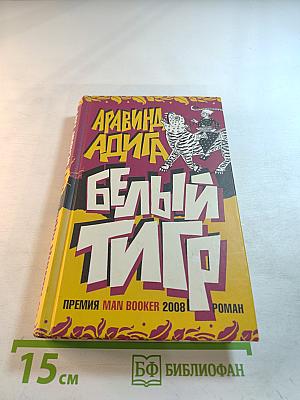 АРАВИНД
АДИГА
БЕЛЫЙ
ТИГР
ПРЕМИЯ MAN BOOKER 2008 РОМАН
15 см
БФ БИБЛИОФАН